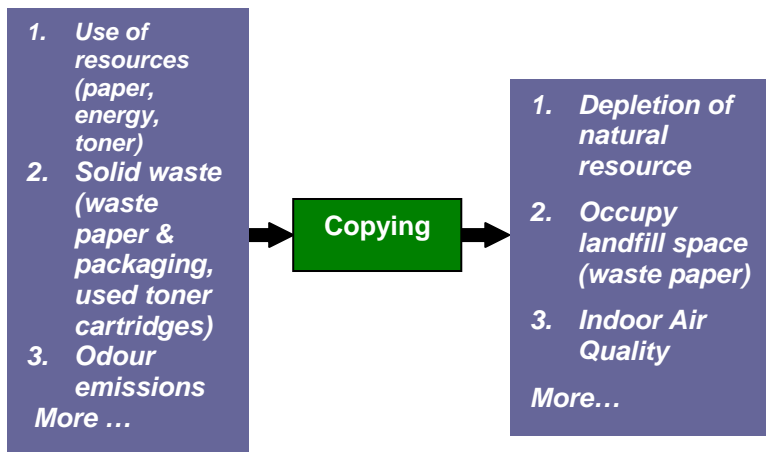 1. Use of
resources
(paper,
energy,
toner)
2. Solid waste
(waste
paper &
packaging,
used toner
cartridges)
3. Odour
emissions
More …
Copying
1. Depletion of
natural
resource
2. Occupy
landfill space
(waste paper)
3. Indoor Air
Quality
More…